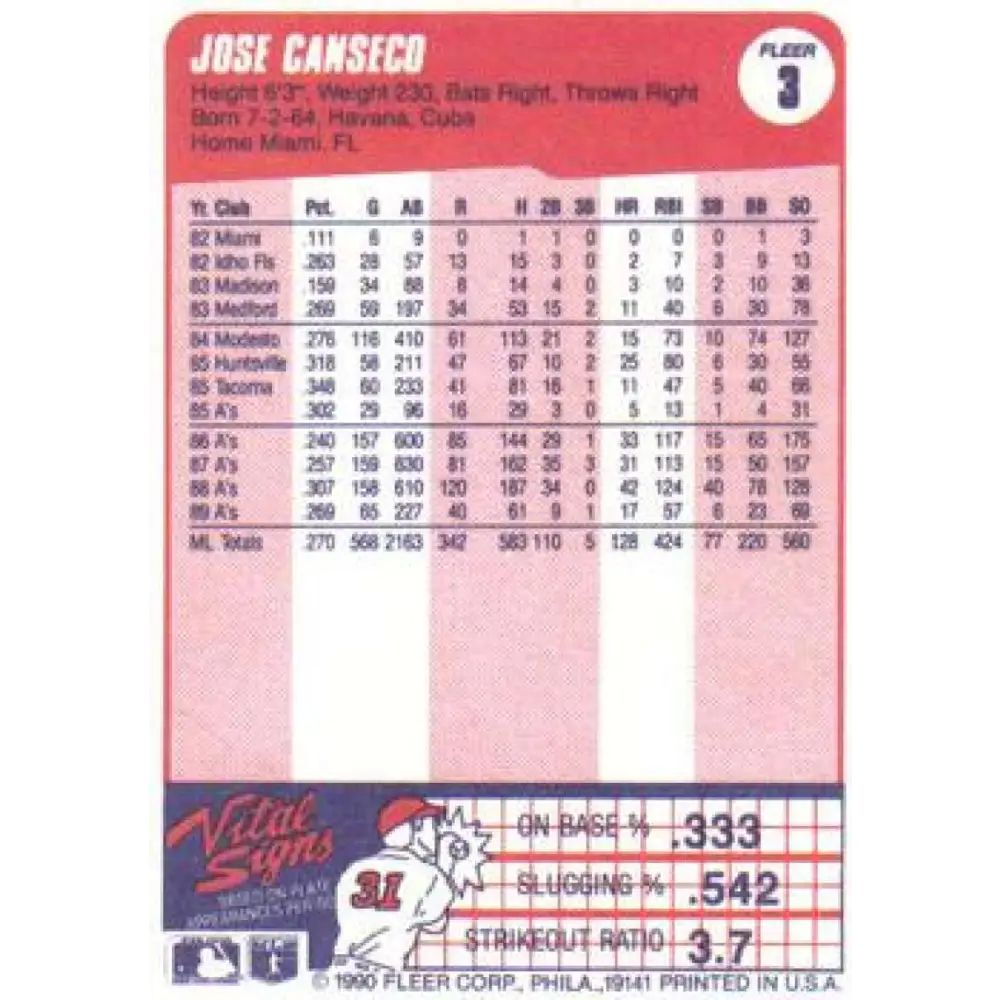 JOSE CANSECO
FLEER
3
Height 6'3", Weight 230, Bats Right, Throws Right
Born 7-2-64, Havana, Cuba
Home Miami, FL
Yr. Club Pct. G AB R H 2B 3B HR RBI SB BB SO
82 Miami .111 6 9 0 1 1 0 0 0 0 1 3
82 Idho Fls .263 28 57 13 15 3 0 2 7 3 9 13
83 Madison .159 34 88 8 14 4 0 3 10 2 10 36
83 Medford .269 59 197 34 53 15 2 11 40 6 30 78
84 Modesto .276 116 410 61 113 21 2 15 73 10 74 127
85 Huntsville .318 58 211 47 67 10 2 25 80 6 30 55
85 Tacoma .348 60 233 41 81 16 1 11 47 5 40 66
85 A's .302 29 96 16 29 3 0 5 13 1 4 31
86 A's .240 157 600 85 144 29 1 33 117 15 65 175
87 A's .257 159 630 81 162 35 3 31 113 15 50 157
88 A's .307 158 610 120 187 34 0 42 124 40 78 128
89 A's .269 65 227 40 61 9 1 17 57 6 23 69
ML Totals .270 568 2163 342 583 110 5 128 424 77 220 560
Vital
Signs
BASED ON PLATE
APPEARANCES PER
31
ON BASE % .333
SLUGGING % .542
STRIKEOUT RATIO 3.7
© 1990 FLEER CORP., PHILA.,19141 PRINTED IN U.S.A.